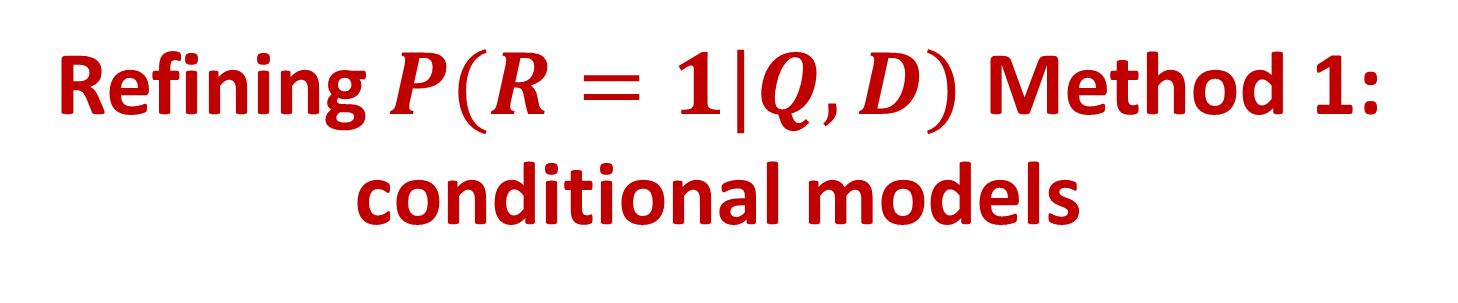 Refining P(R = 1|Q, D) Method 1:
conditional models